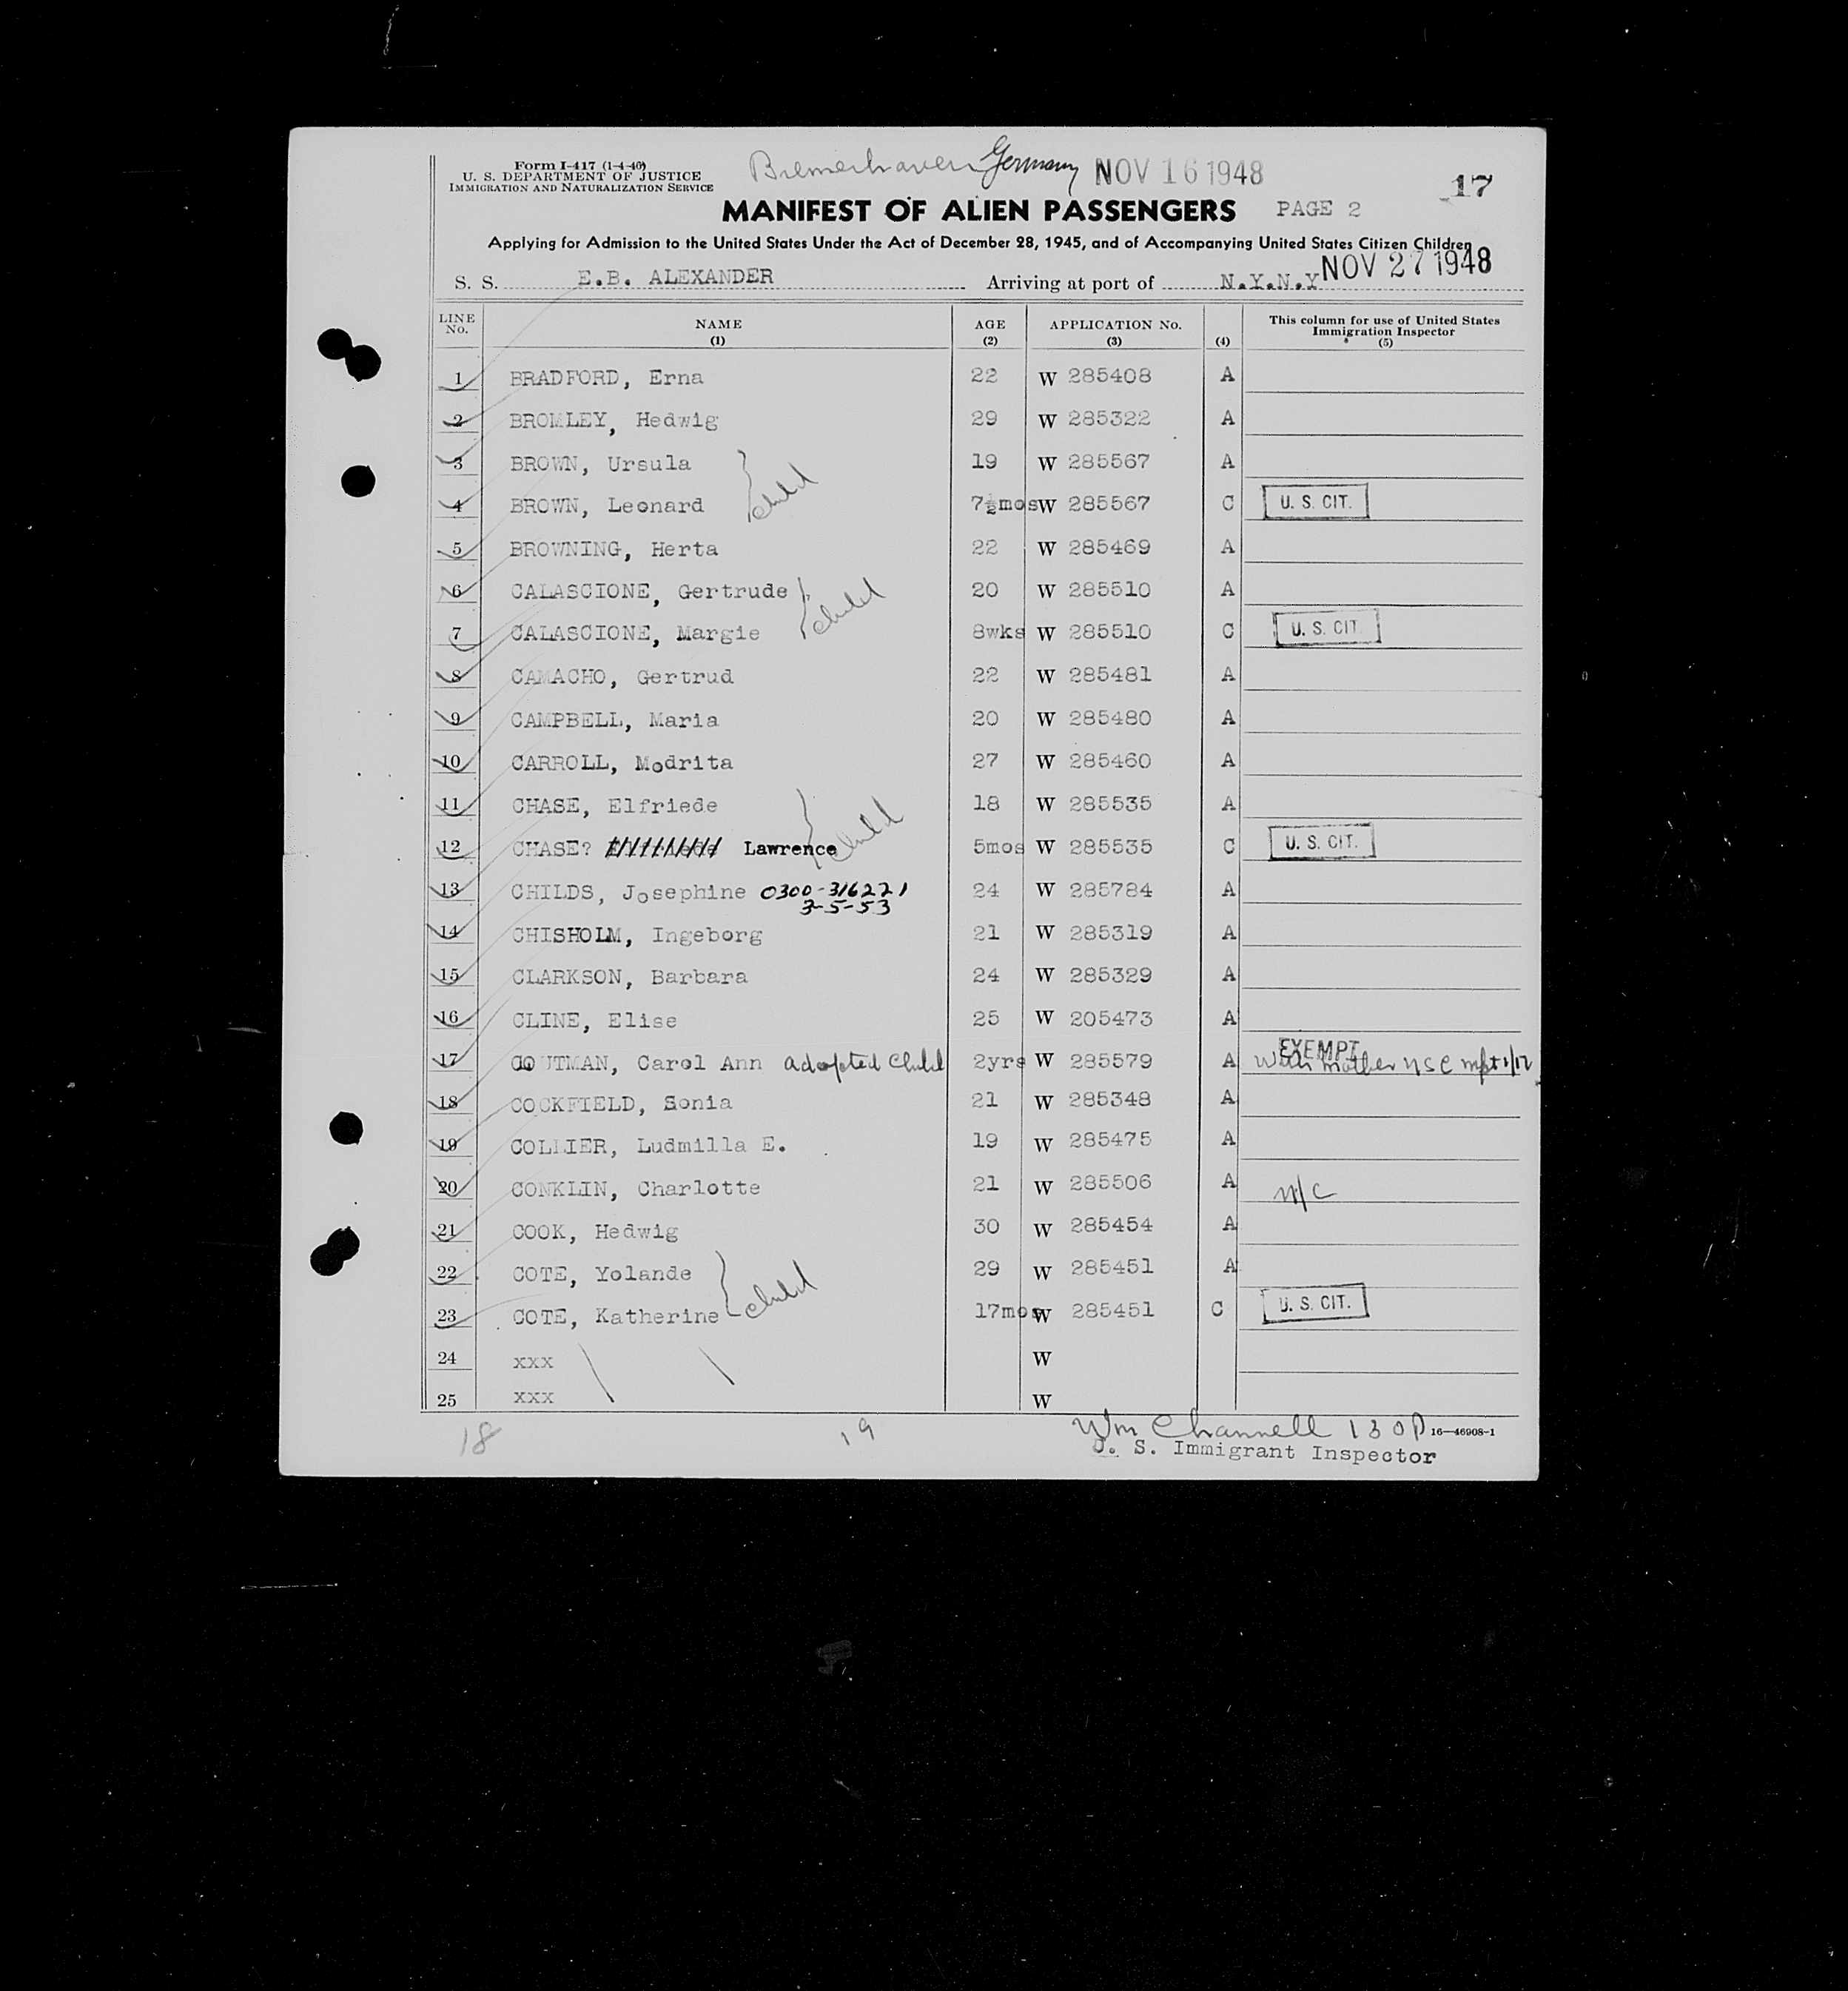 Form I-417 (1-4-46)
U. S. DEPARTMENT OF JUSTICE
IMMIGRATION AND NATURALIZATION SERVICE
Bremerhaven Germany NOV 16 1948
17
MANIFEST OF ALIEN PASSENGERS PAGE 2
Applying for Admission to the United States Under the Act of December 28, 1945, and of Accompanying United States Citizen Children
S. S. E.B. ALEXANDER Arriving at port of N.Y.N.Y NOV 27 1948
LINE No. NAME (1) AGE (2) APPLICATION No. (3) (4) This column for use of United States Immigration Inspector (5)
1 BRADFORD, Erna 22 W 285408 A
2 BROMLEY, Hedwig 29 W 285322 A
3 BROWN, Ursula 19 W 285567 A
4 BROWN, Leonard child 7½mos W 285567 C U. S. CIT.
5 BROWNING, Herta 22 W 285469 A
6 CALASCIONE, Gertrude 20 W 285510 A
7 CALASCIONE, Margie child 8wks W 285510 C U. S. CIT.
8 CAMACHO, Gertrud 22 W 285481 A
9 CAMPBELL, Maria 20 W 285480 A
10 CARROLL, Modrita 27 W 285460 A
11 CHASE, Elfriede 18 W 285535 A
12 CHASE? Lawrence child 5mos W 285535 C U. S. CIT.
13 CHILDS, Josephine 0300-316221 24 W 285784 A
3-5-53
14 CHISHOLM, Ingeborg 21 W 285319 A
15 CLARKSON, Barbara 24 W 285329 A
16 CLINE, Elise 25 W 205473 A
EXEMPT
17 COUTMAN, Carol Ann adopted child 2yrs W 285579 A With mother USC
18 COCKFIELD, Sonia 21 W 285348 A
19 COLLIER, Ludmilla E. 19 W 285475 A
20 CONKLIN, Charlotte 21 W 285506 A n/c
21 COOK, Hedwig 30 W 285454 A
22 COTE, Yolande 29 W 285451 A
23 COTE, Katherine child 17mos W 285451 C U. S. CIT.
24 xxx W
25 xxx W
18 19 Wm Channell 130P 16—46908-1
U. S. Immigrant Inspector